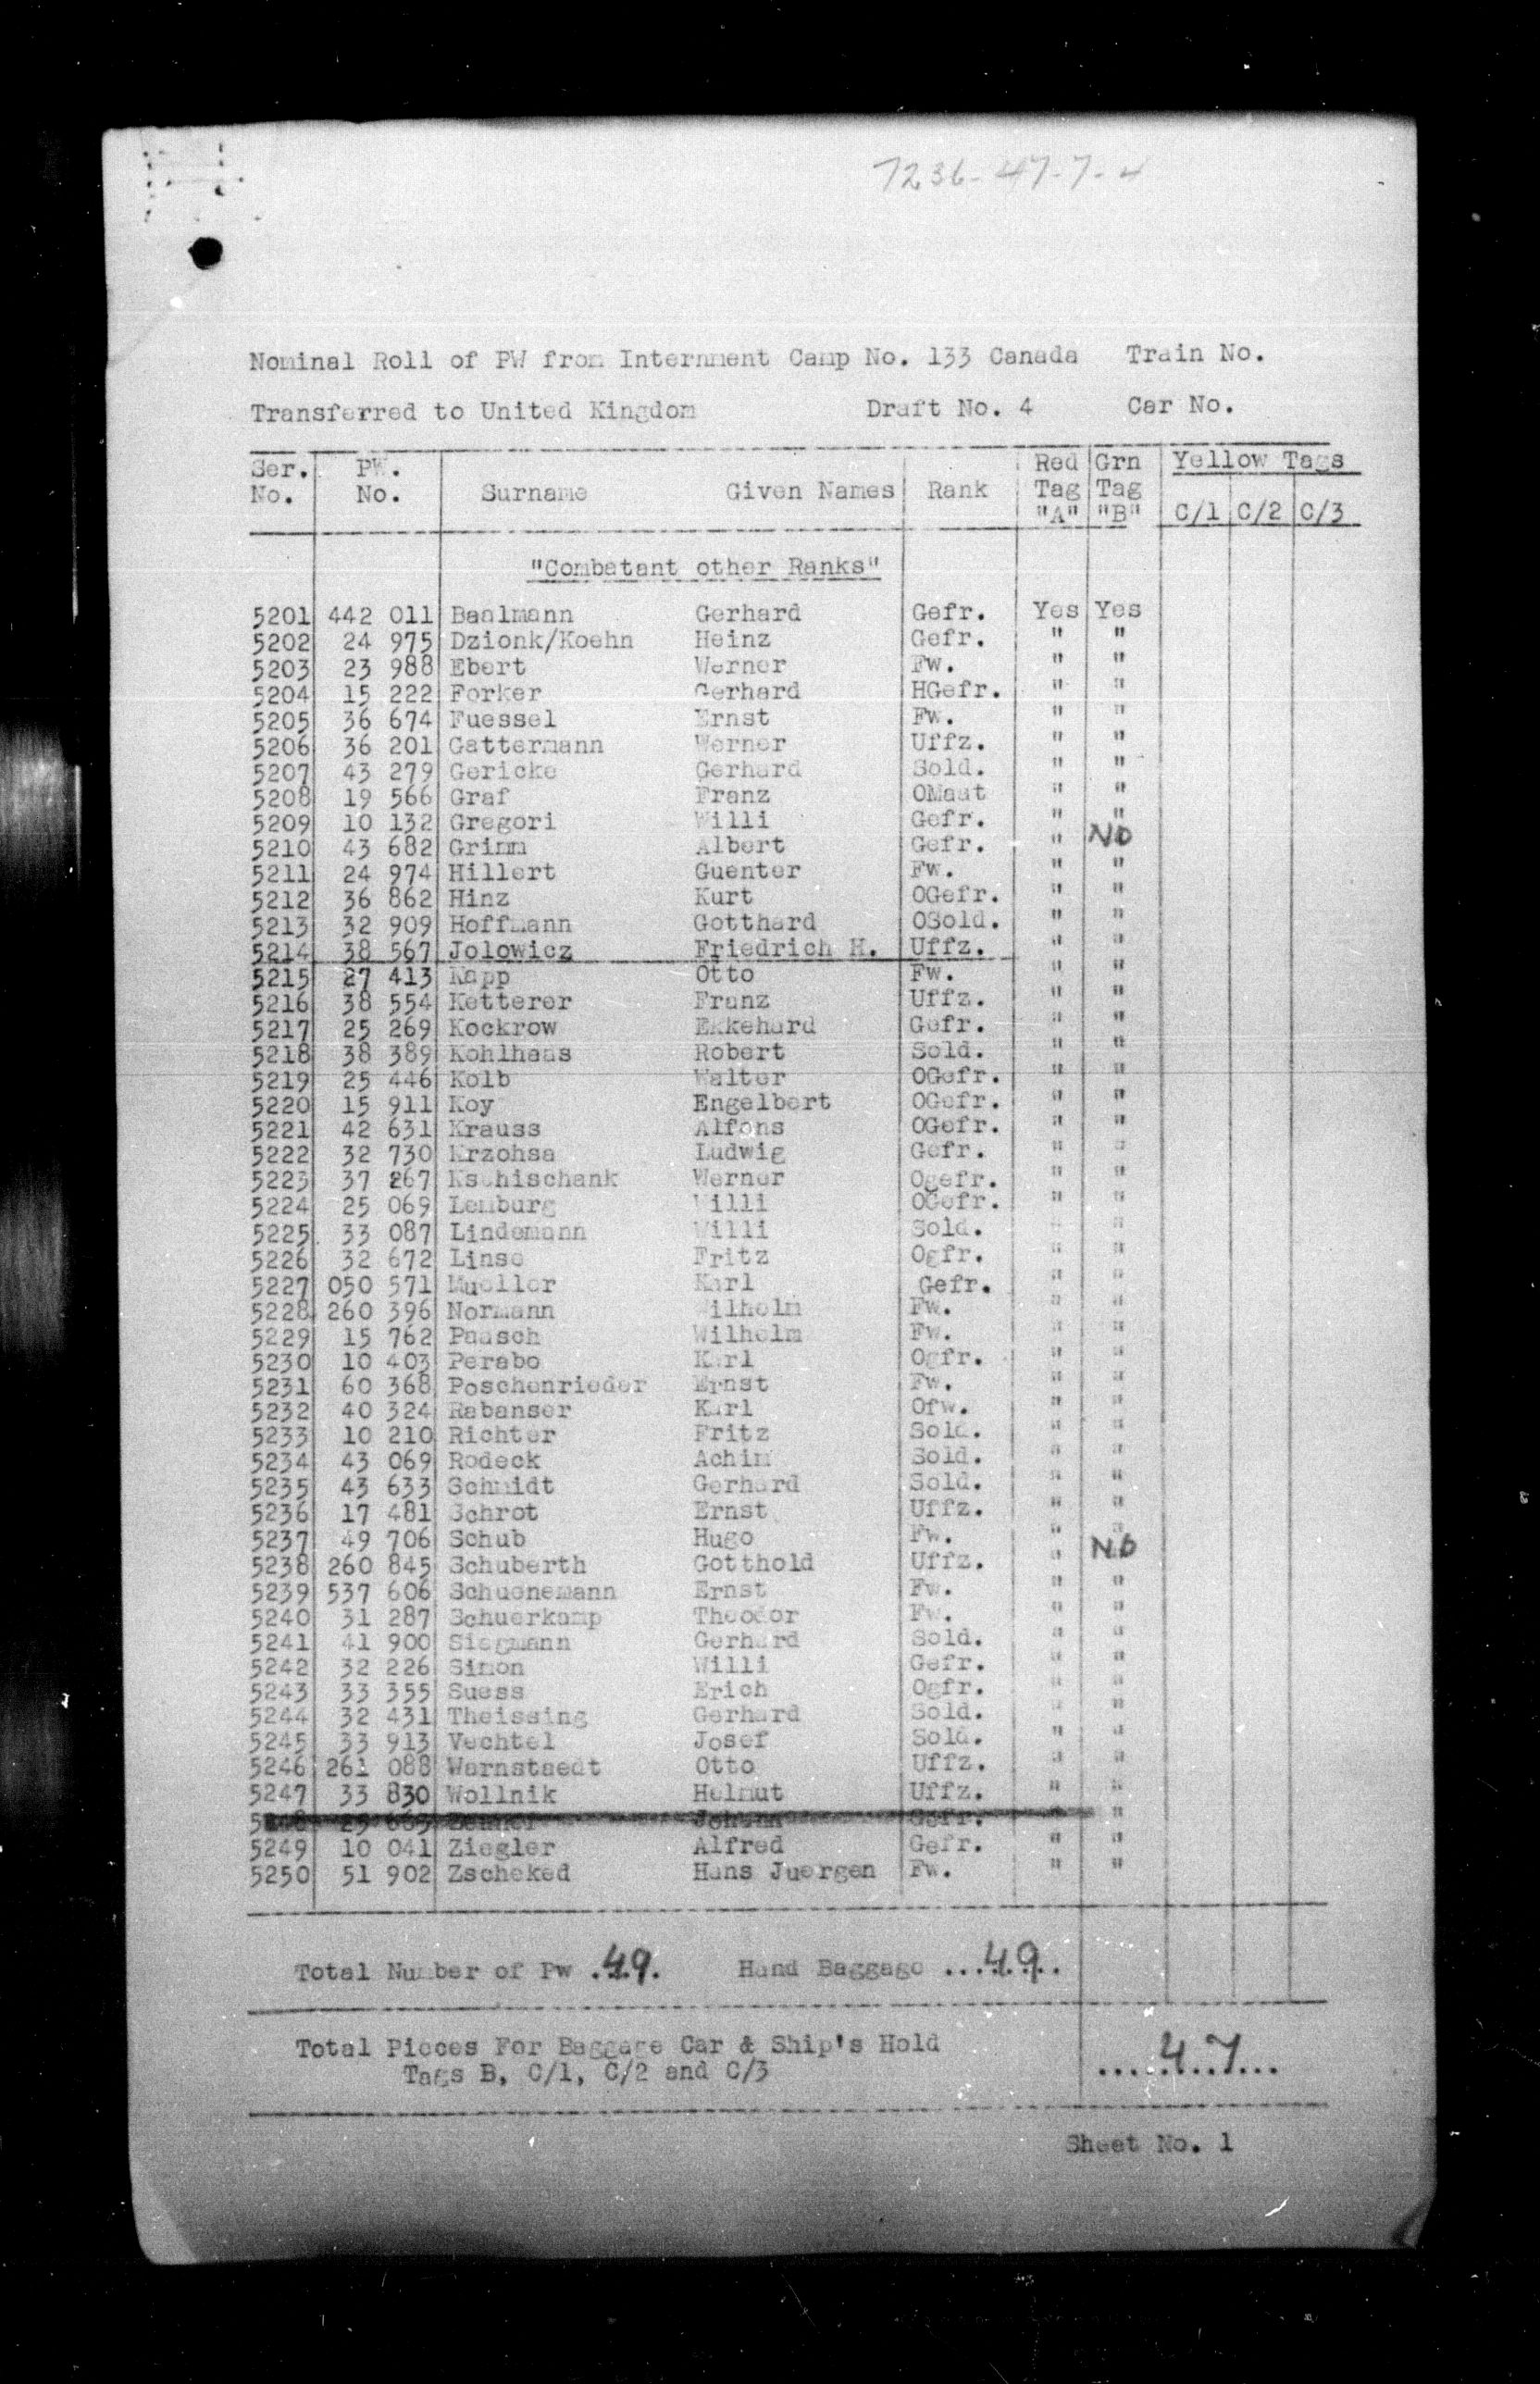 7236-47-7-4
Nominal Roll of PW from Internment Camp No. 133 Canada Train No.
Transferred to United Kingdom Draft No. 4 Car No.
Ser. PW. Red Grn Yellow Tags
No. No. Surname Given Names Rank Tag Tag
"A" "B" C/1 C/2 C/3
"Combatant other Ranks"
5201 442 011 Baalmann Gerhard Gefr. Yes Yes
5202 24 975 Dzionk/Koehn Heinz Gefr. " "
5203 23 988 Ebert Werner Fw. " "
5204 15 222 Forker Gerhard HGefr. " "
5205 36 674 Fuessel Ernst Fw. " "
5206 36 201 Gattermann Werner Uffz. " "
5207 43 279 Gericke Gerhard Sold. " "
5208 19 566 Graf Franz OMaat " "
5209 10 132 Gregori Willi Gefr. " "
5210 43 682 Grimm Albert Gefr. " NO
5211 24 974 Hillert Guenter Fw. " "
5212 36 862 Hinz Kurt OGefr. " "
5213 32 909 Hoffmann Gotthard OSold. " "
5214 38 567 Jolowicz Friedrich H. Uffz. " "
5215 27 413 Kapp Otto Fw. " "
5216 38 554 Ketterer Franz Uffz. " "
5217 25 269 Kockrow Ekkehard Gefr. " "
5218 38 389 Kohlhaas Robert Sold. " "
5219 25 446 Kolb Walter OGefr. " "
5220 15 911 Koy Engelbert OGefr. " "
5221 42 631 Krauss Alfons OGefr. " "
5222 32 730 Krzohsa Ludwig Gefr. " "
5223 37 267 Kschischank Werner Ogefr. " "
5224 25 069 Lemburg Willi OGefr. " "
5225 33 087 Lindemann Willi Sold. " "
5226 32 672 Linse Fritz Ogfr. " "
5227 050 571 Mueller Karl Gefr. " "
5228 260 396 Normann Wilhelm Fw. " "
5229 15 762 Pausch Wilhelm Fw. " "
5230 10 403 Perabo Karl Ogfr. " "
5231 60 368 Poschenrieder Ernst Fw. " "
5232 40 324 Rabanser Karl Ofw. " "
5233 10 210 Richter Fritz Sold. " "
5234 43 069 Rodeck Achim Sold. " "
5235 43 633 Schmidt Gerhard Sold. " "
5236 17 481 Schrot Ernst Uffz. " "
5237 49 706 Schub Hugo Fw. " "
5238 260 845 Schuberth Gotthold Uffz. " NO
5239 537 606 Schuenemann Ernst Fw. " "
5240 31 287 Schuerkamp Theodor Fw. " "
5241 41 900 Siegmann Gerhard Sold. " "
5242 32 226 Simon Willi Gefr. " "
5243 33 355 Suess Erich Ogfr. " "
5244 32 431 Theissing Gerhard Sold. " "
5245 33 913 Vechtel Josef Sold. " "
5246 261 088 Warnstaedt Otto Uffz. " "
5247 33 830 Wollnik Helmut Uffz. " "
Johann Gefr. " "
5249 10 041 Ziegler Alfred Gefr. " "
5250 51 902 Zscheked Hans Juergen Fw. " "
Total Number of Pw .49. Hand Baggage ...49..
Total Pieces For Baggage Car & Ship's Hold
Tags B, C/1, C/2 and C/3 ....47...
Sheet No. 1